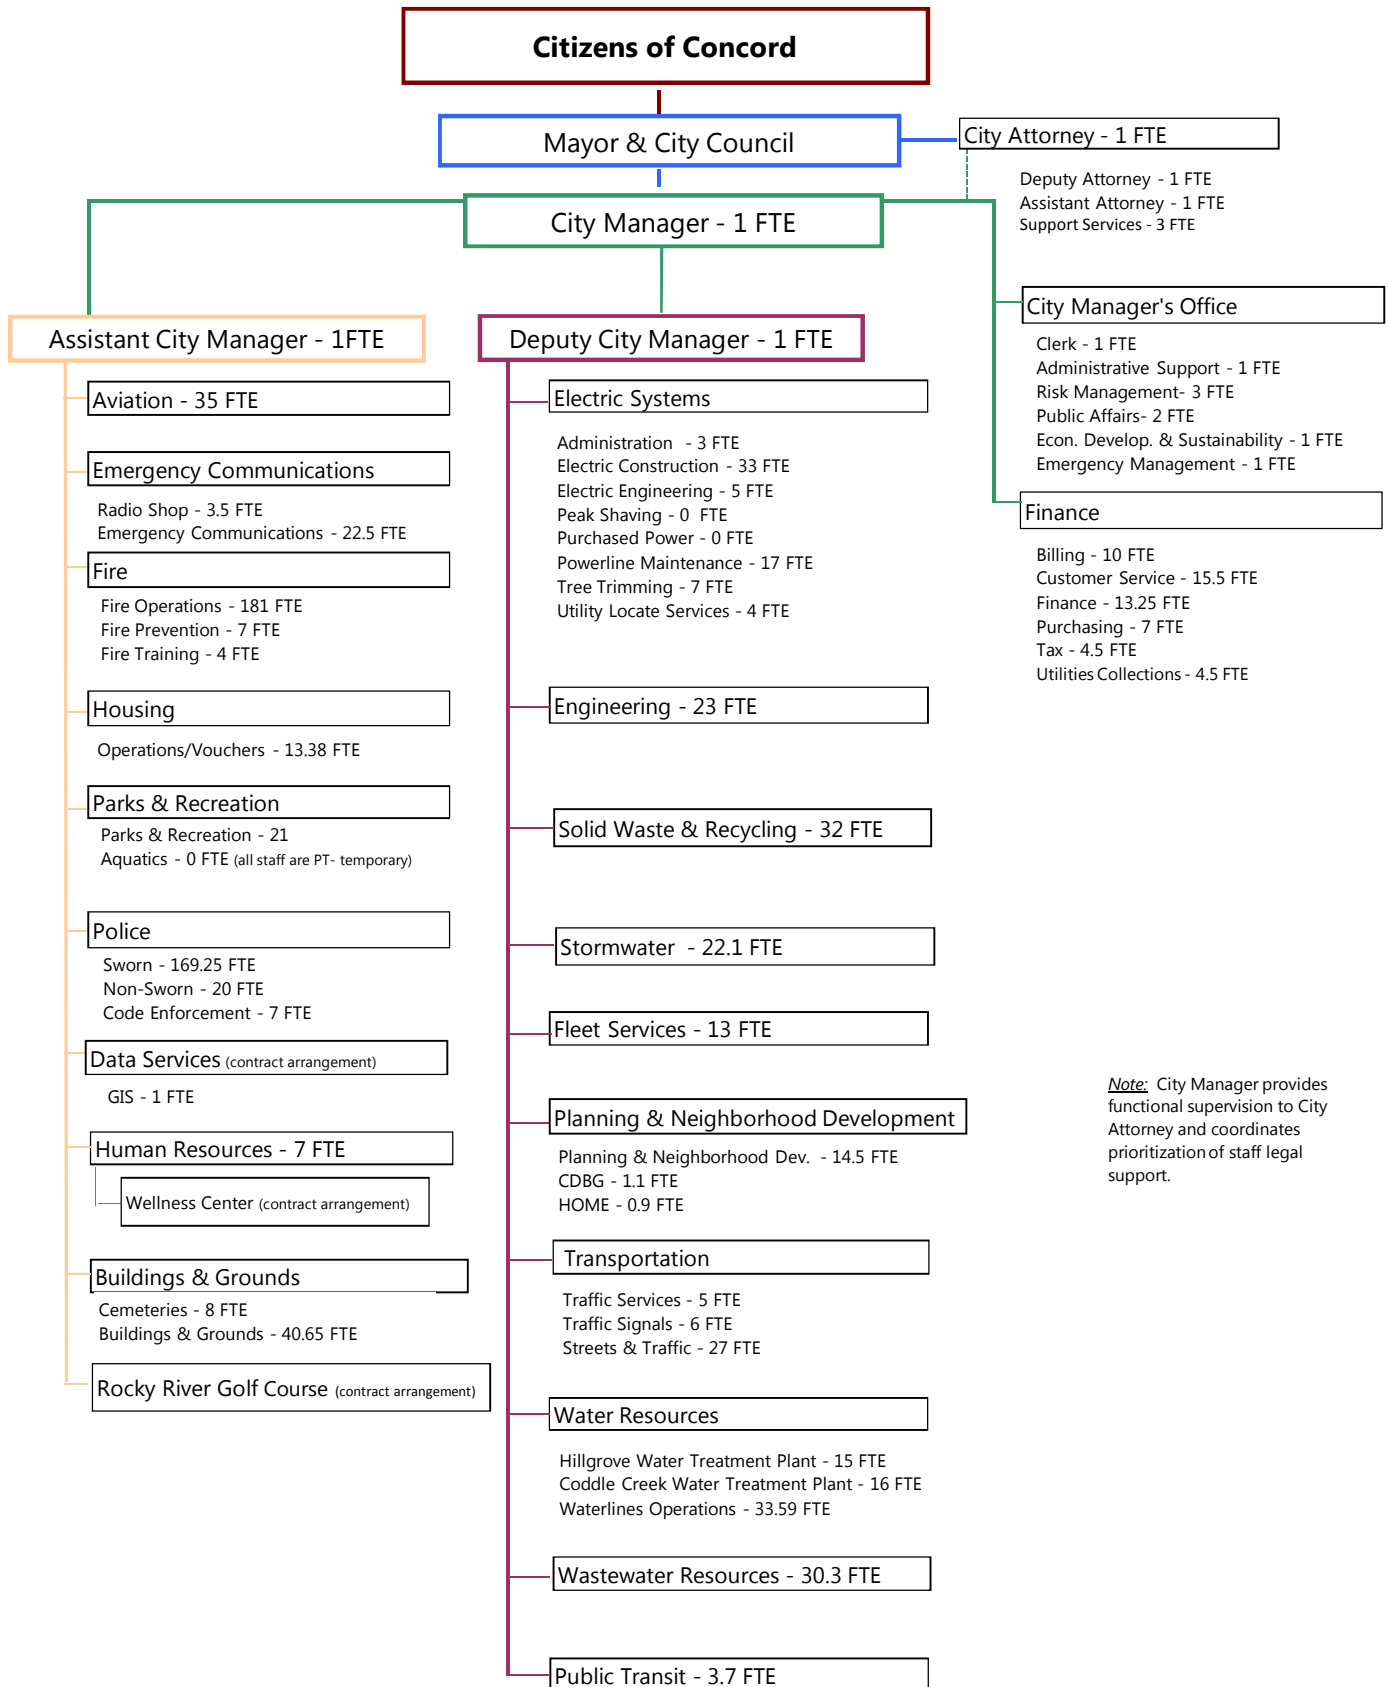 Citizens of Concord
Mayor & City Council
City Attorney - 1 FTE
Deputy Attorney - 1 FTE
Assistant Attorney - 1 FTE
Support Services - 3 FTE
City Manager - 1 FTE
City Manager's Office
Clerk - 1 FTE
Administrative Support - 1 FTE
Risk Management- 3 FTE
Public Affairs- 2 FTE
Econ. Develop. & Sustainability - 1 FTE
Emergency Management - 1 FTE
Finance
Billing - 10 FTE
Customer Service - 15.5 FTE
Finance - 13.25 FTE
Purchasing - 7 FTE
Tax - 4.5 FTE
Utilities Collections - 4.5 FTE
Assistant City Manager - 1FTE
Aviation - 35 FTE
Emergency Communications
Radio Shop - 3.5 FTE
Emergency Communications - 22.5 FTE
Fire
Fire Operations - 181 FTE
Fire Prevention - 7 FTE
Fire Training - 4 FTE
Housing
Operations/Vouchers - 13.38 FTE
Parks & Recreation
Parks & Recreation - 21
Aquatics - 0 FTE (all staff are PT- temporary)
Police
Sworn - 169.25 FTE
Non-Sworn - 20 FTE
Code Enforcement - 7 FTE
Data Services (contract arrangement)
GIS - 1 FTE
Human Resources - 7 FTE
Wellness Center (contract arrangement)
Buildings & Grounds
Cemeteries - 8 FTE
Buildings & Grounds - 40.65 FTE
Rocky River Golf Course (contract arrangement)
Deputy City Manager - 1 FTE
Electric Systems
Administration - 3 FTE
Electric Construction - 33 FTE
Electric Engineering - 5 FTE
Peak Shaving - 0 FTE
Purchased Power - 0 FTE
Powerline Maintenance - 17 FTE
Tree Trimming - 7 FTE
Utility Locate Services - 4 FTE
Engineering - 23 FTE
Solid Waste & Recycling - 32 FTE
Stormwater - 22.1 FTE
Fleet Services - 13 FTE
Planning & Neighborhood Development
Planning & Neighborhood Dev. - 14.5 FTE
CDBG - 1.1 FTE
HOME - 0.9 FTE
Transportation
Traffic Services - 5 FTE
Traffic Signals - 6 FTE
Streets & Traffic - 27 FTE
Water Resources
Hillgrove Water Treatment Plant - 15 FTE
Coddle Creek Water Treatment Plant - 16 FTE
Waterlines Operations - 33.59 FTE
Wastewater Resources - 30.3 FTE
Public Transit - 3.7 FTE
Note: City Manager provides
functional supervision to City
Attorney and coordinates
prioritization of staff legal
support.